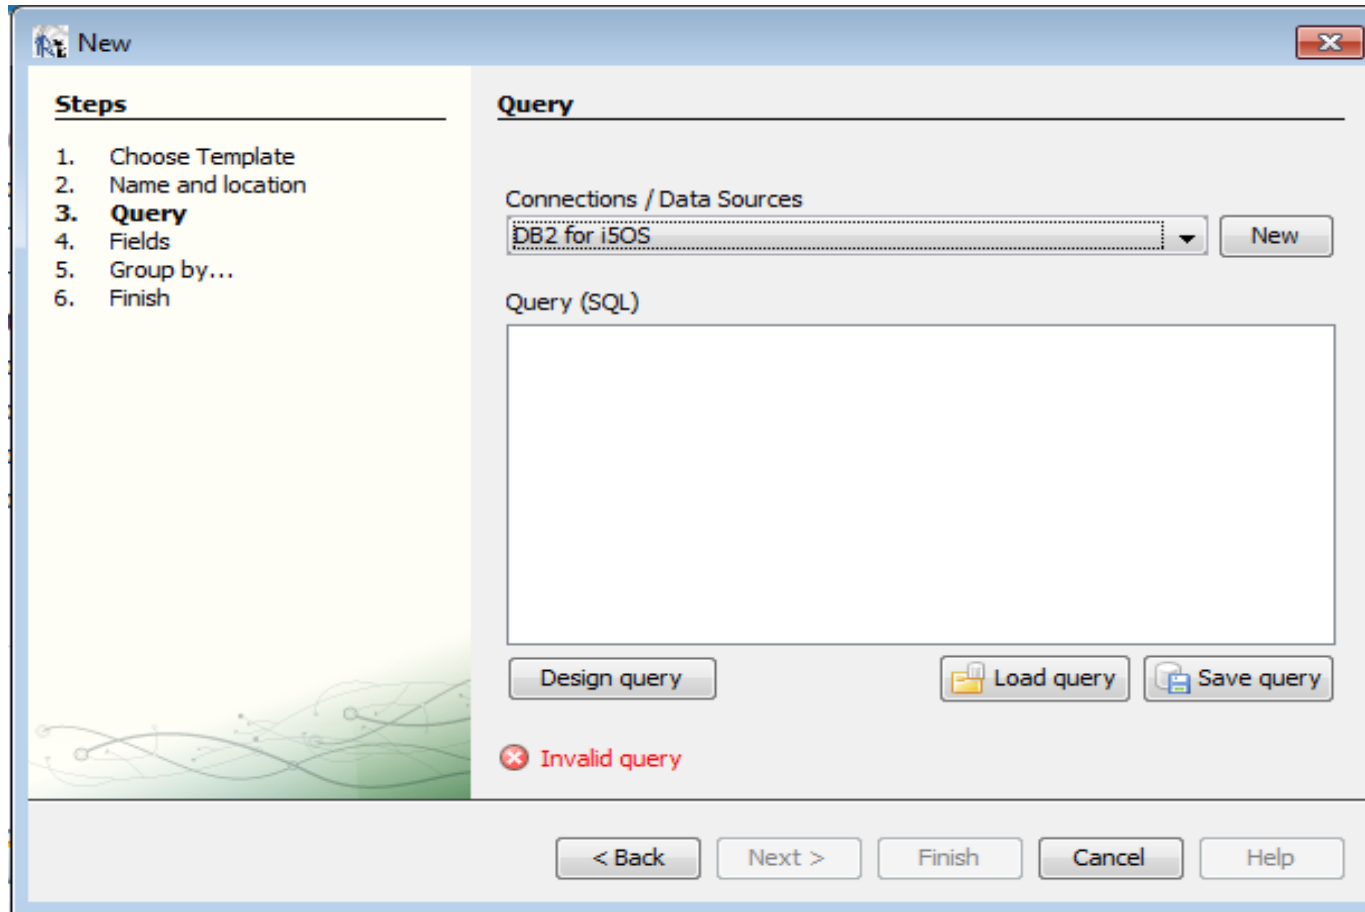 New
Steps
1. Choose Template
2. Name and location
3. Query
4. Fields
5. Group by...
6. Finish
Query
Connections / Data Sources
DB2 for i5OS
New
Query (SQL)
Design query
Load query
Save query
Invalid query
< Back
Next >
Finish
Cancel
Help